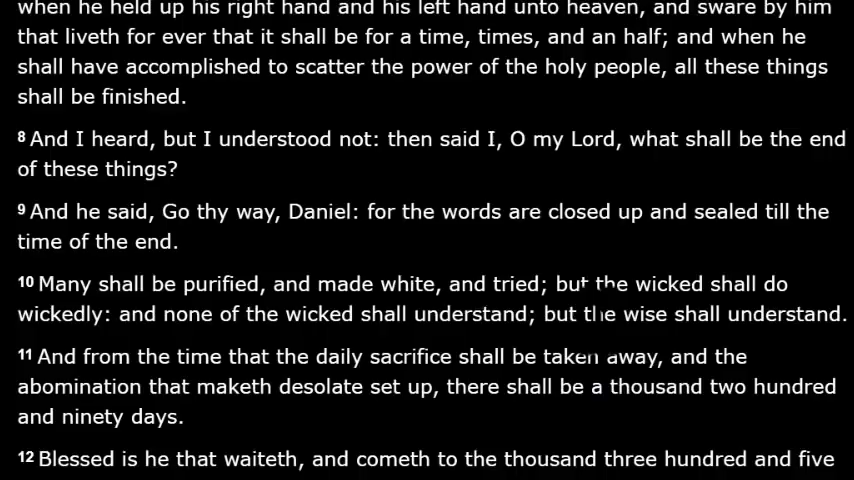 when he held up his right hand and his left hand unto heaven, and sware by him
that liveth for ever that it shall be for a time, times, and an half; and when he
shall have accomplished to scatter the power of the holy people, all these things
shall be finished.
8 And I heard, but I understood not: then said I, O my Lord, what shall be the end
of these things?
9 And he said, Go thy way, Daniel: for the words are closed up and sealed till the
time of the end.
10 Many shall be purified, and made white, and tried; but the wicked shall do
wickedly: and none of the wicked shall understand; but the wise shall understand.
11 And from the time that the daily sacrifice shall be taken away, and the
abomination that maketh desolate set up, there shall be a thousand two hundred
and ninety days.
12 Blessed is he that waiteth, and cometh to the thousand three hundred and five